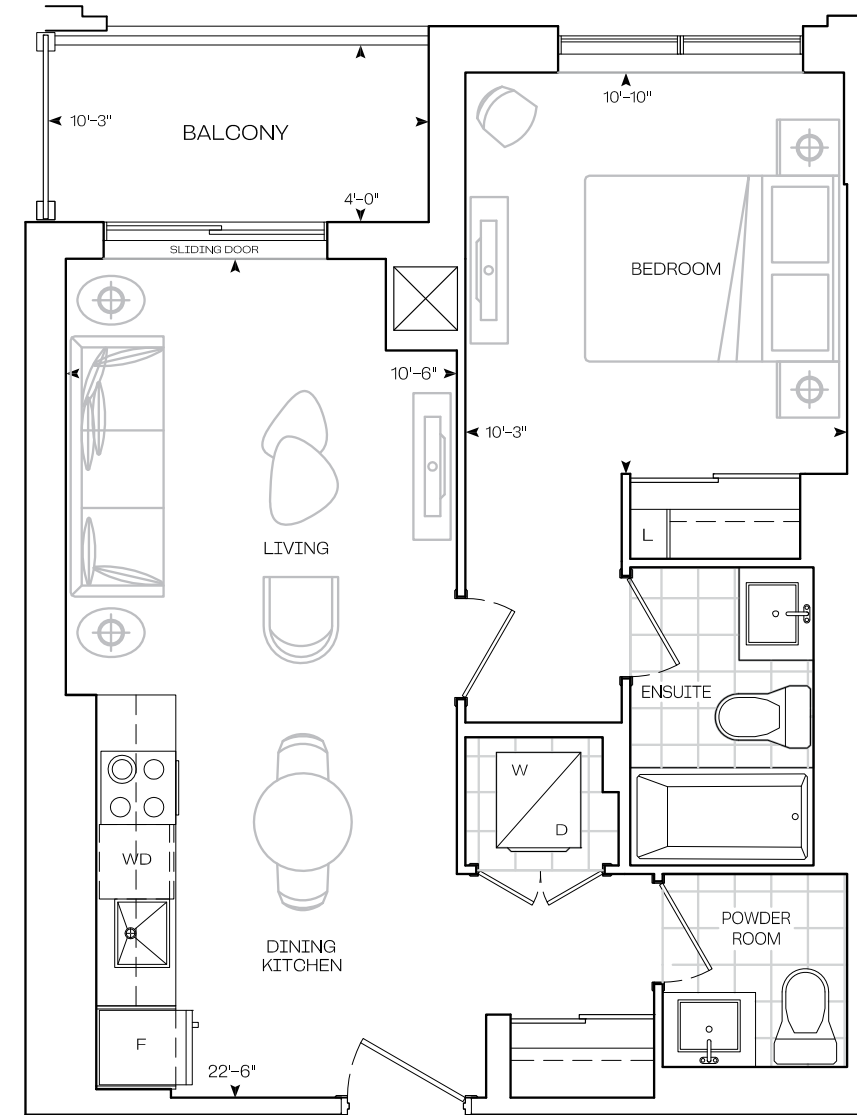 10'-10"
10'-3"
BALCONY
4'-0"
SLIDING DOOR
BEDROOM
10'-6"
10'-3"
L
LIVING
ENSUITE
W
D
WD
POWDER
ROOM
DINING
KITCHEN
F
22'-6"